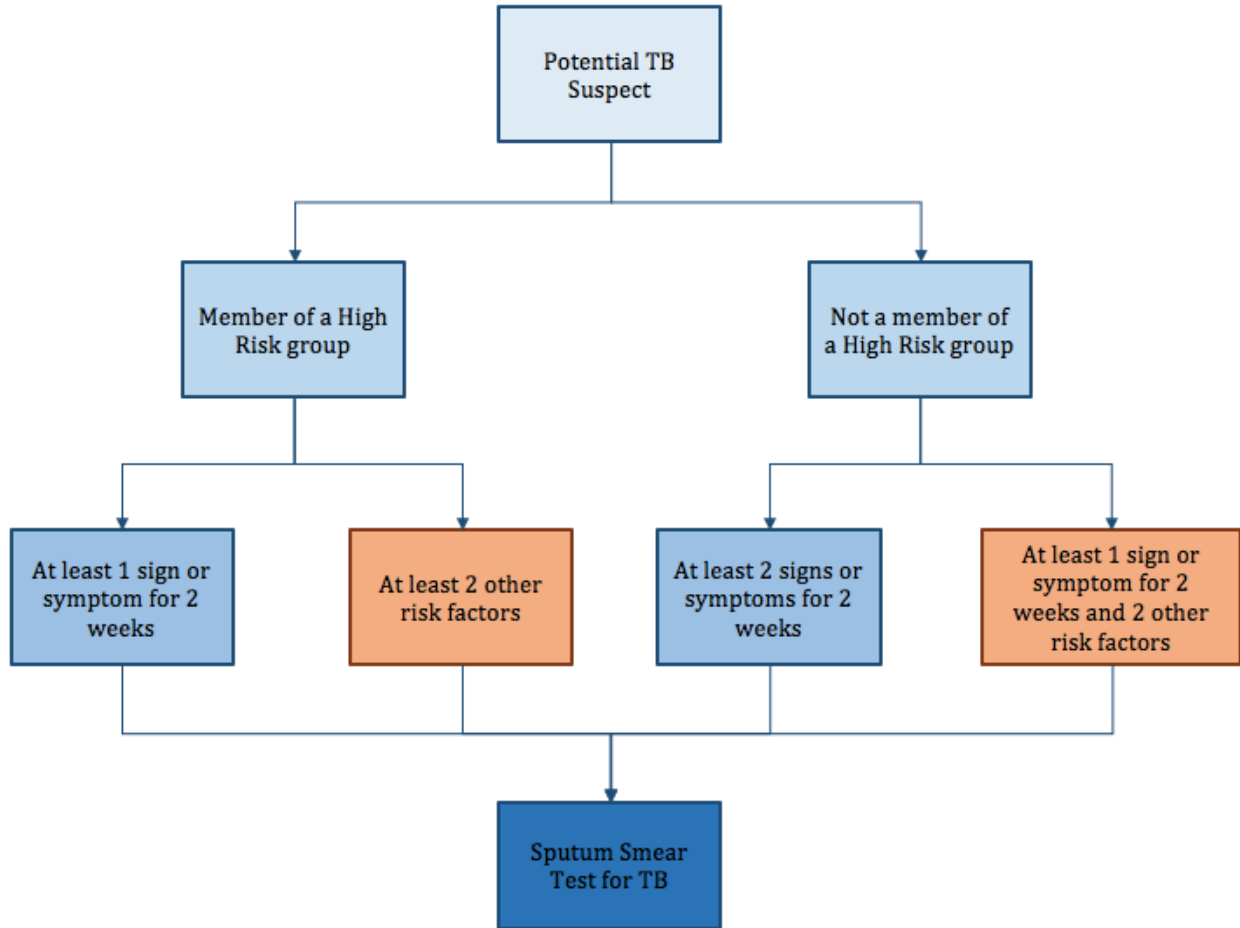 Potential TB
Suspect
Member of a High
Risk group
Not a member of
a High Risk group
At least 1 sign or
symptom for 2
weeks
At least 2 other
risk factors
At least 2 signs or
symptoms for 2
weeks
At least 1 sign or
symptom for 2
weeks and 2 other
risk factors
Sputum Smear
Test for TB